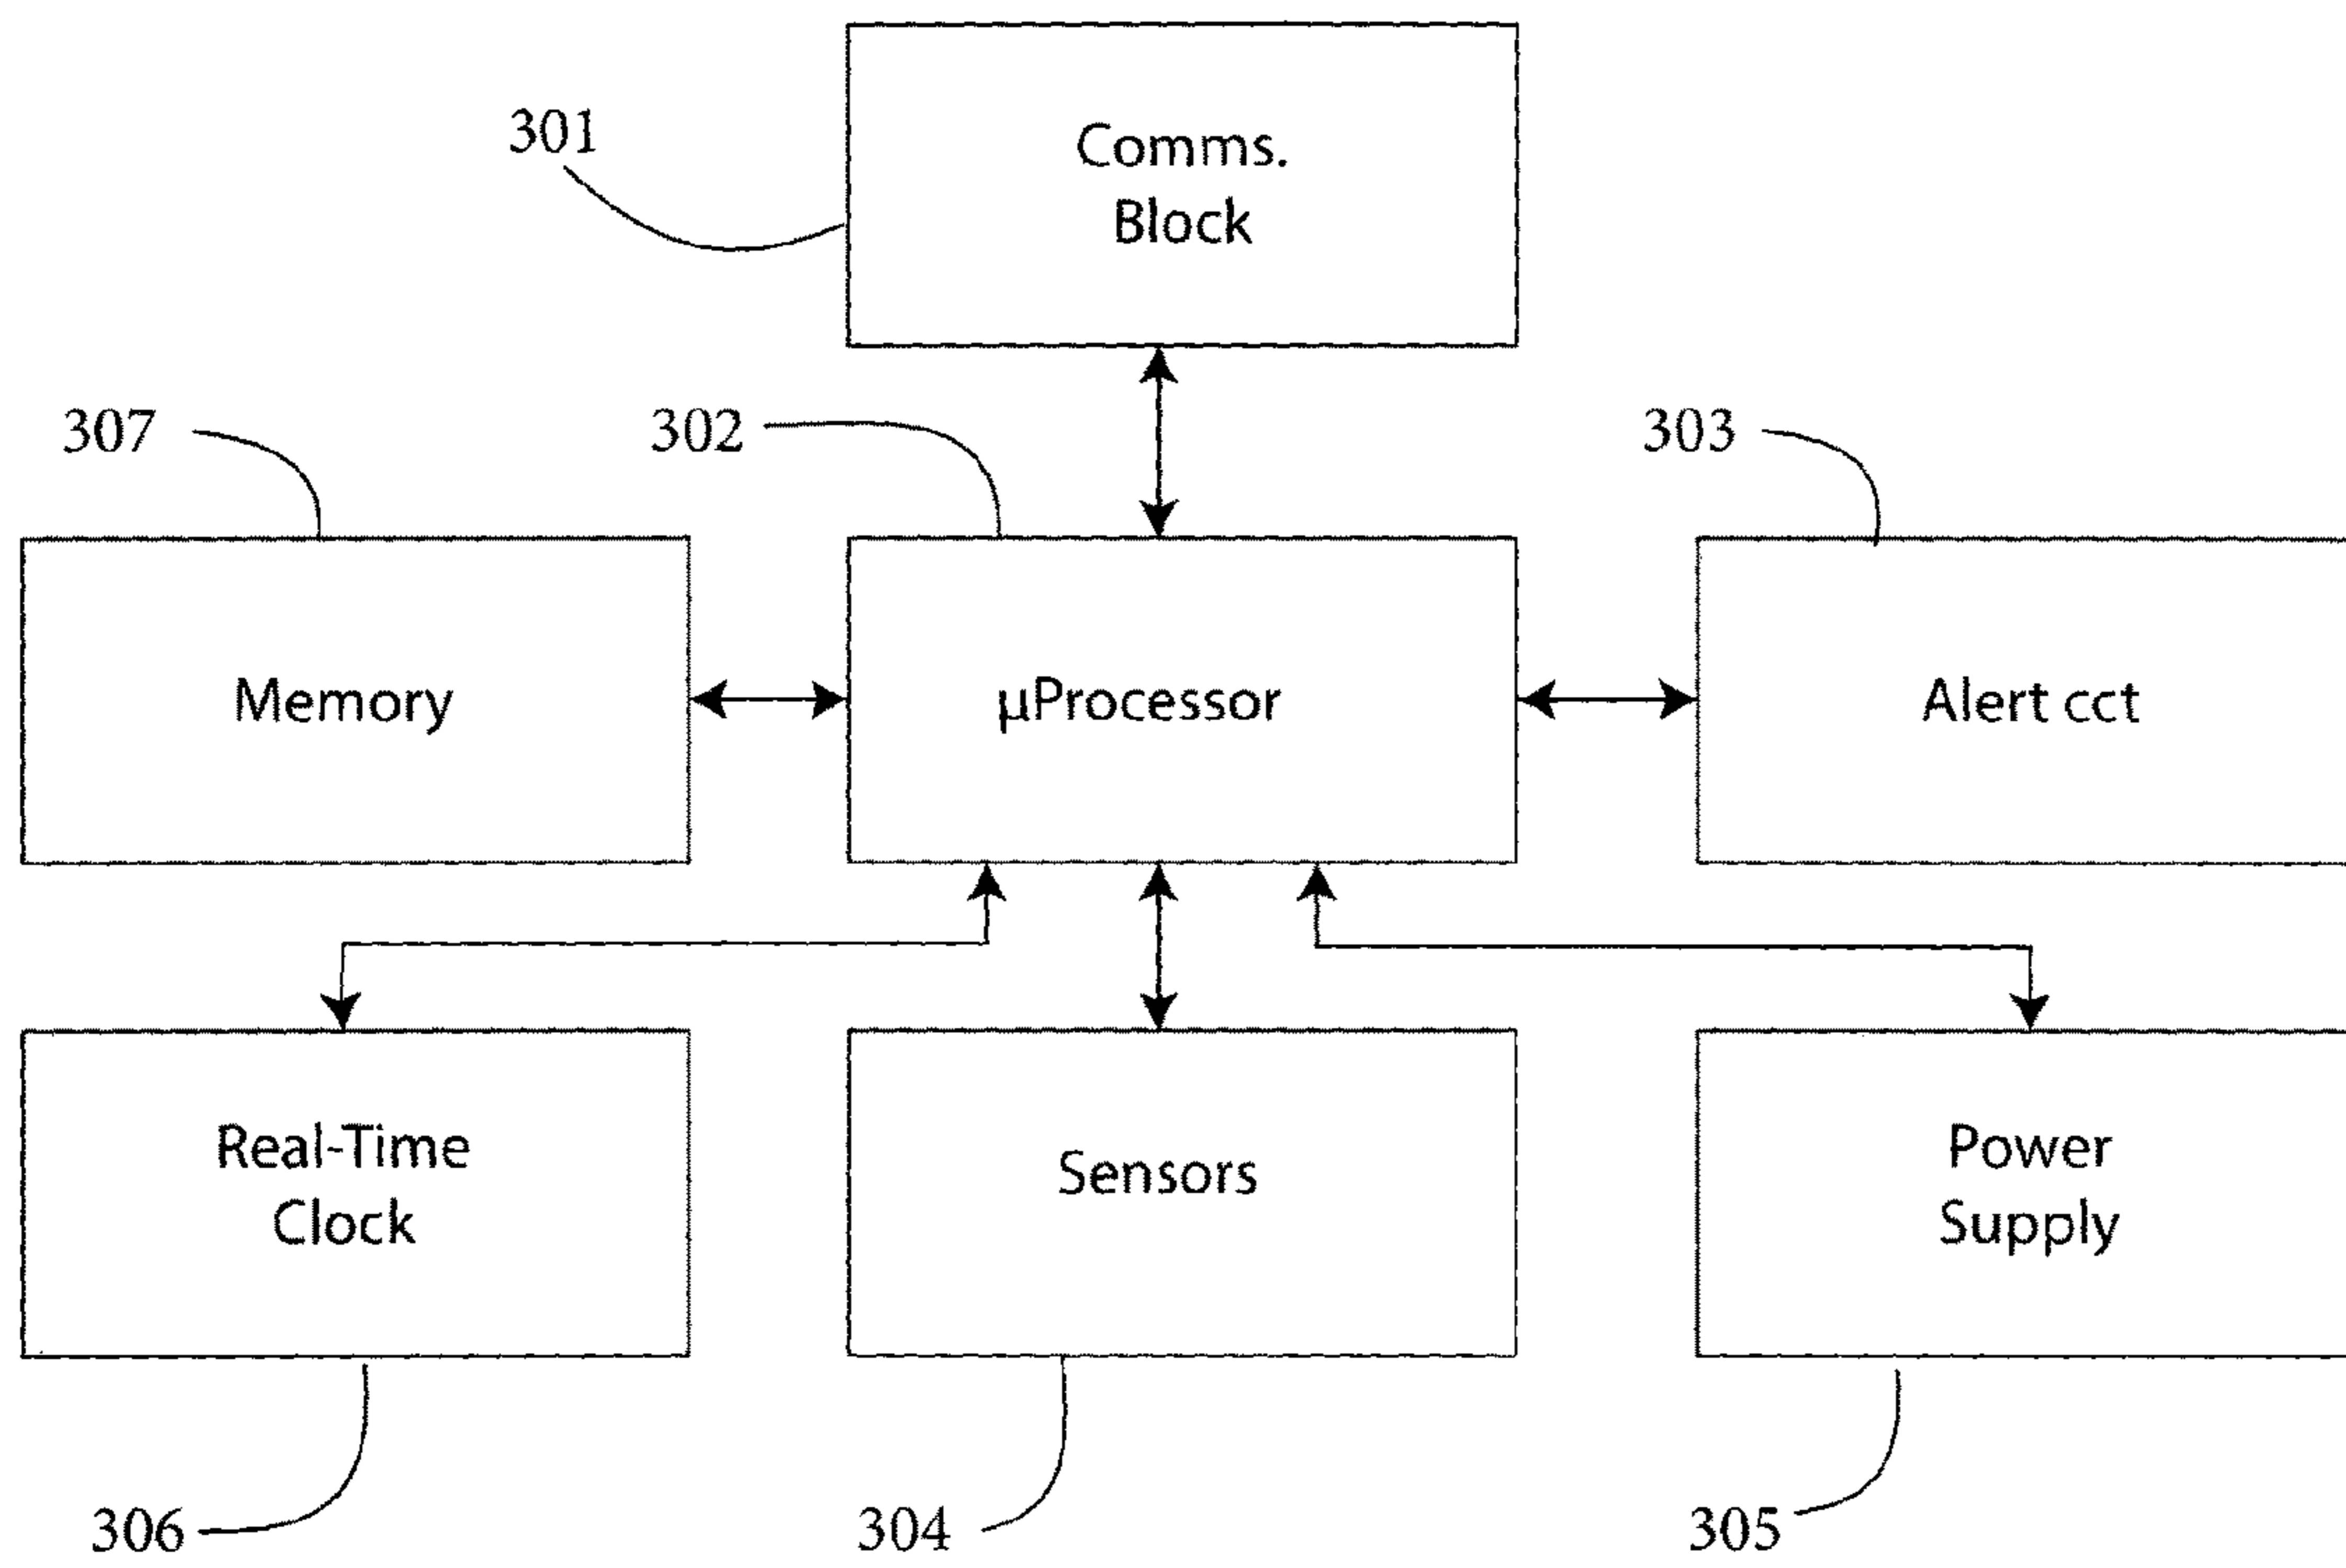 301
Comms.
Block
307
302
303
Memory
µProcessor
Alert cct
Real-Time
Clock
Sensors
Power
Supply
306
304
305